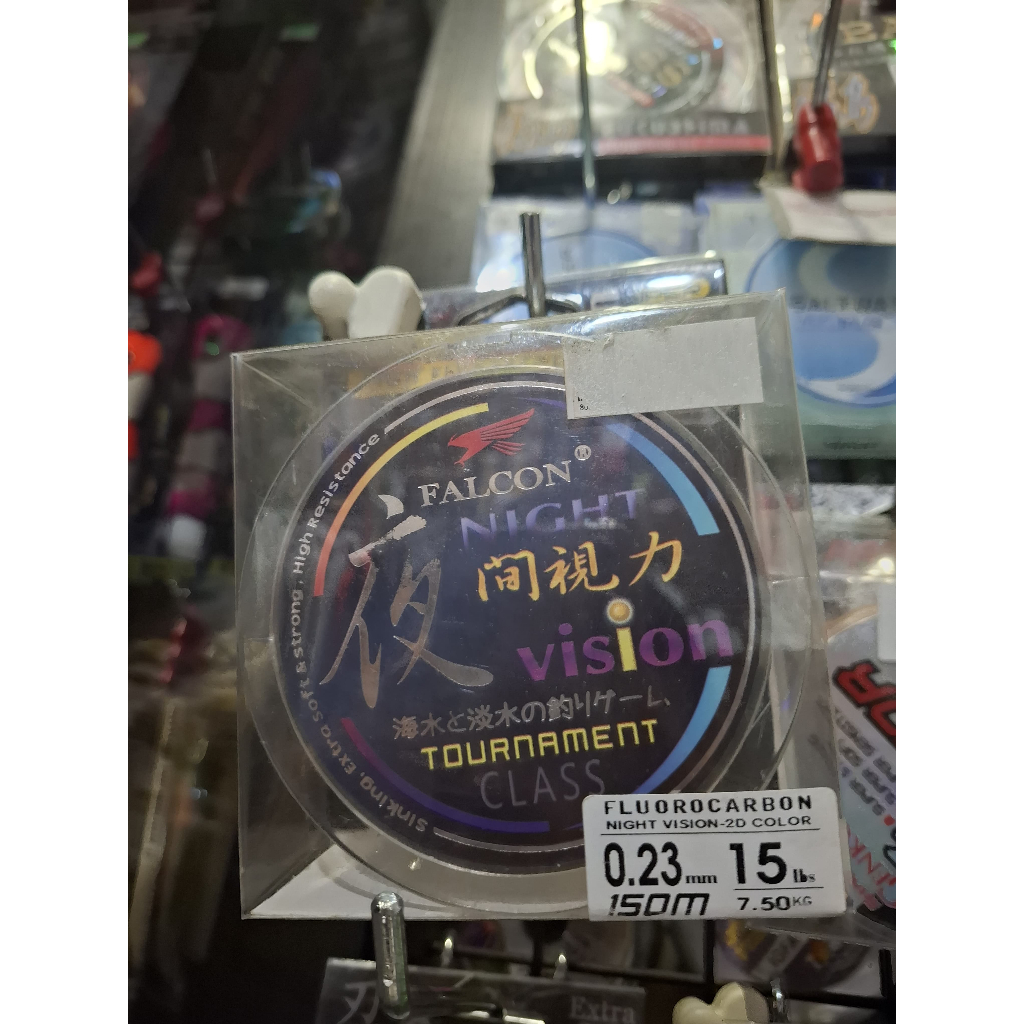 FALCON®
NIGHT
夜
間視力
vision
海水と淡水の釣りゲーム
TOURNAMENT
CLASS
sinking, Extra soft & strong, High Resistance
FLUOROCARBON
NIGHT VISION-2D COLOR
0.23mm 15lbs
150M 7.50KG
Extra